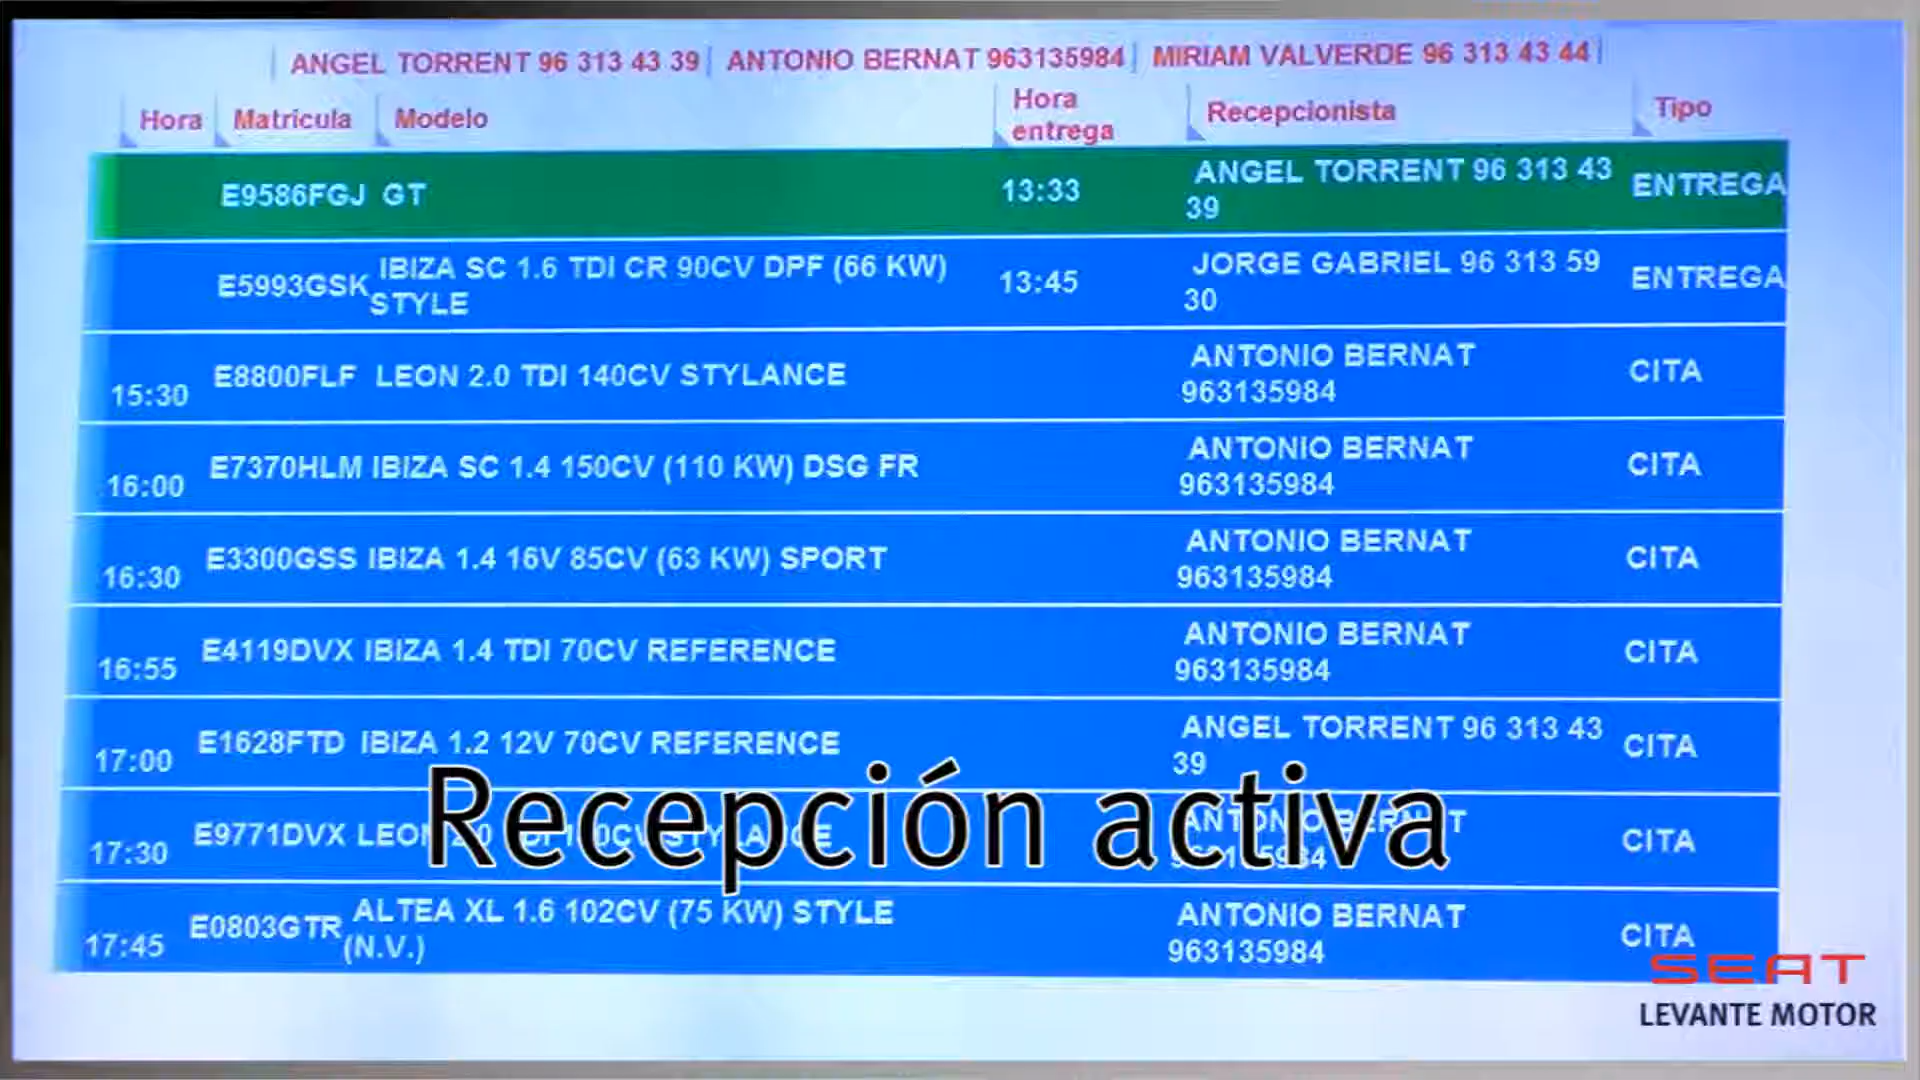 ANGEL TORRENT 96 313 43 39 ANTONIO BERNAT 963135984 MIRIAM VALVERDE 96 313 43 44
Hora Matrícula Modelo Hora entrega Recepcionista Tipo
E9586FGJ GT 13:33 ANGEL TORRENT 96 313 43 39 ENTREGA
E5993GSK IBIZA SC 1.6 TDI CR 90CV DPF (66 KW) STYLE 13:45 JORGE GABRIEL 96 313 59 30 ENTREGA
15:30 E8800FLF LEON 2.0 TDI 140CV STYLANCE ANTONIO BERNAT 963135984 CITA
16:00 E7370HLM IBIZA SC 1.4 150CV (110 KW) DSG FR ANTONIO BERNAT 963135984 CITA
16:30 E3300GSS IBIZA 1.4 16V 85CV (63 KW) SPORT ANTONIO BERNAT 963135984 CITA
16:55 E4119DVX IBIZA 1.4 TDI 70CV REFERENCE ANTONIO BERNAT 963135984 CITA
17:00 E1628FTD IBIZA 1.2 12V 70CV REFERENCE ANGEL TORRENT 96 313 43 39 CITA
17:30 E9771DVX LEON ANTONIO BERNAT CITA
Recepción activa
17:45 E0803GTR ALTEA XL 1.6 102CV (75 KW) STYLE (N.V.) ANTONIO BERNAT 963135984 CITA
SEAT
LEVANTE MOTOR